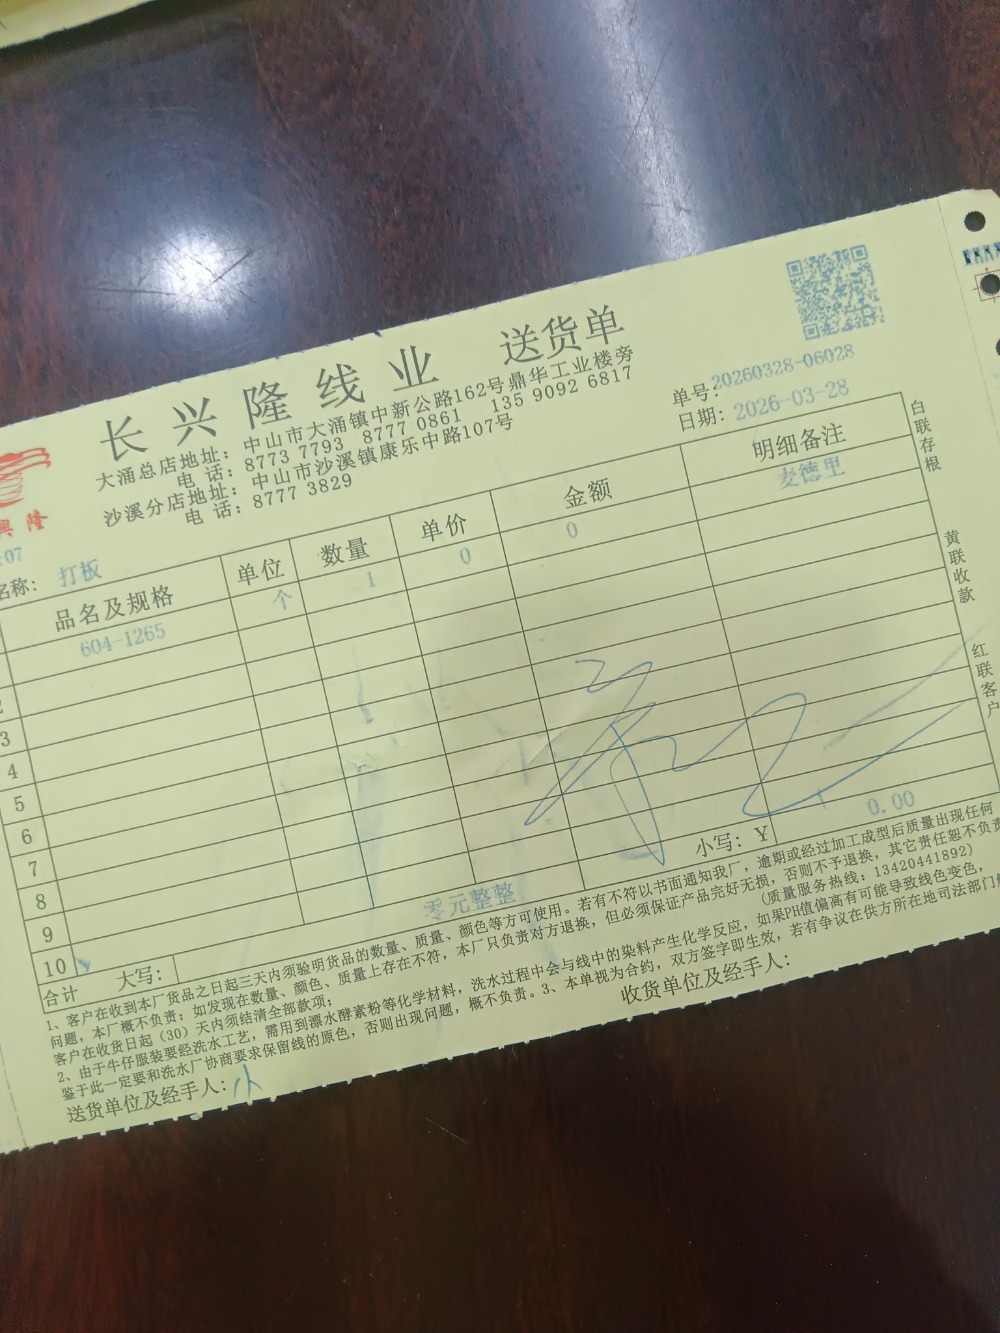 长兴隆线业 送货单
大涌总店地址: 中山市大涌镇中新公路162号鼎华工业楼旁
电 话: 8773 7793 8777 0861 135 9092 6817
沙溪分店地址: 中山市沙溪镇康乐中路107号
电 话: 8777 3829
单号: 20260328-06028
日期: 2026-03-28
興隆
:07
名称: 打板
品名及规格 单位 数量 单价 金额 明细备注
604-1265 个 1 0 0 麦德里
2
3
4
5
6
7
8
9
10
合计 大写: 零元整整 小写: ¥ 0.00
1、客户在收到本厂货品之日起三天内须验明货品的数量、质量、颜色等方可使用。若有不符以书面通知我厂，逾期或经过加工成型后质量出现任何
问题，本厂概不负责；如发现在数量、颜色、质量上存在不符，本厂只负责对方退换，但必须保证产品完好无损，否则不予退换，其它责任恕不负责
客户在收货日起（30）天内须结清全部款项； (质量服务热线: 13420441892)
2、由于牛仔服装要经洗水工艺，需用到漂水酵素粉等化学材料，洗水过程中会与线中的染料产生化学反应，如果PH值偏高有可能导致线色变色，
鉴于此一定要和洗水厂协商要求保留线的原色，否则出现问题，概不负责。3、本单视为合约，双方签字即生效，若有争议在供方所在地司法部门
送货单位及经手人: 小 收货单位及经手人:
白联存根
黄联收款
红联客户